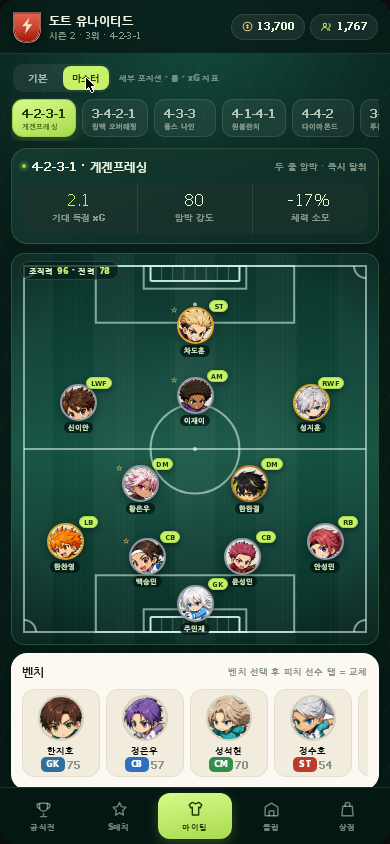 도트 유나이티드
시즌 2 · 3위 · 4-2-3-1
13,700
1,767
기본
마스터
세부 포지션 · 롤 · xG 지표
4-2-3-1
게겐프레싱
3-4-2-1
윙백 오버래핑
4-3-3
폴스 나인
4-1-4-1
원볼란치
4-4-2
다이아몬드
4-2-3-1 · 게겐프레싱
두 줄 압박 · 즉시 탈취
2.1
기대 득점 xG
80
압박 강도
-17%
체력 소모
조직력 96 · 전력 78
ST
차도훈
LWF
신이안
AM
이제이
RWF
성지훈
DM
황은우
DM
한한결
LB
한찬영
CB
백승민
CB
윤성민
RB
안성민
GK
주민재
벤치
벤치 선택 후 피치 선수 탭 = 교체
한지호
GK 75
정은우
CB 57
성석현
CM 70
정수호
ST 54
공식전
S매치
마이팀
클럽
상점